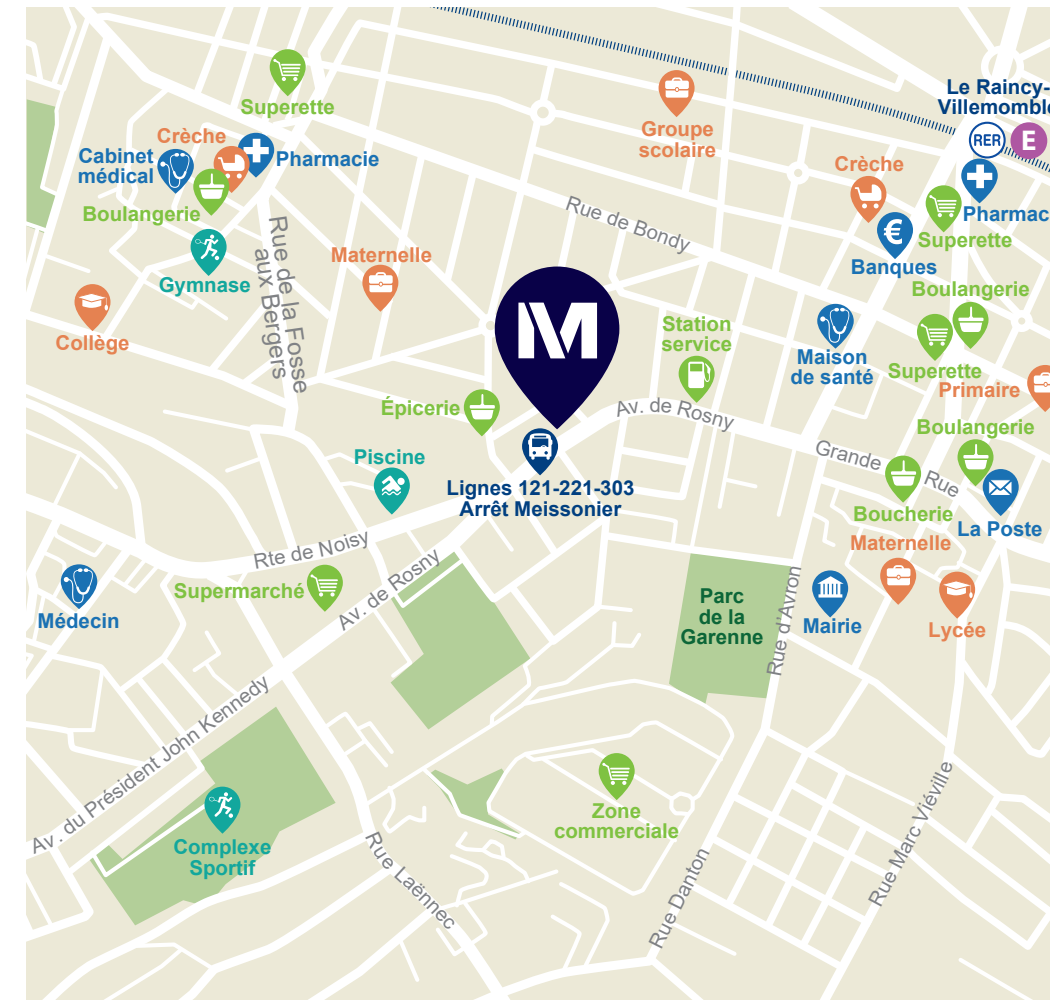 Le Raincy-
Villemomble
RER
E
Superette
Groupe
scolaire
Crèche
Cabinet
médical
Pharmacie
Boulangerie
Crèche
Pharmac
Superette
€
Banques
Rue de Bondy
Rue de la Fosse
aux Bergers
Gymnase
Maternelle
Collège
M
Station
service
Boulangerie
Maison
de santé
Superette
Primaire
Épicerie
Av. de Rosny
Boulangerie
Grande
Rue
Piscine
Lignes 121-221-303
Arrêt Meissonier
Boucherie
La Poste
Rte de Noisy
Av. de Rosny
Maternelle
Médecin
Supermarché
Parc
de la
Garenne
Rue d'Avron
Mairie
Lycée
Av. du Président John Kennedy
Zone
commerciale
Complexe
Sportif
Rue Laënnec
Rue Danton
Rue Marc Viéville